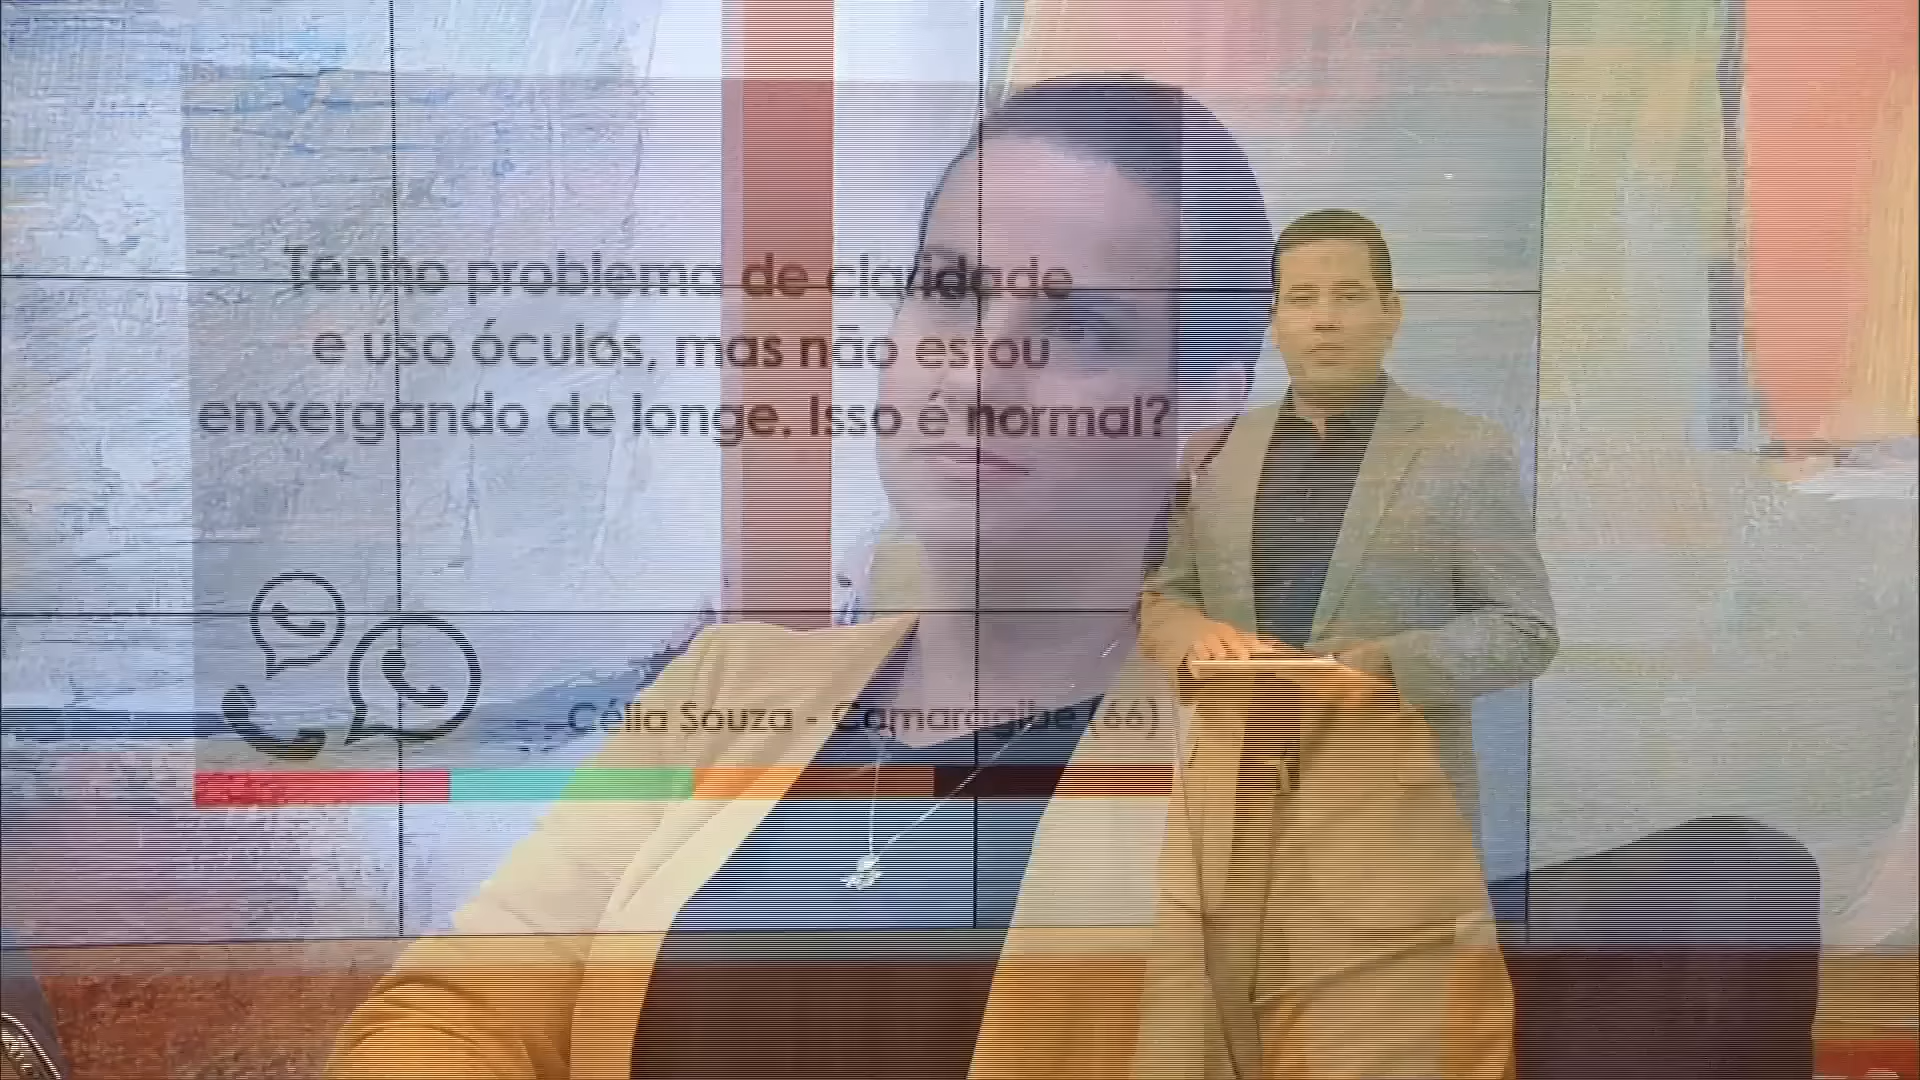 Tenho problema de claridade
e uso óculos, mas não estou
enxergando de longe. Isso é normal?
Célia Souza - Camaragibe (66)